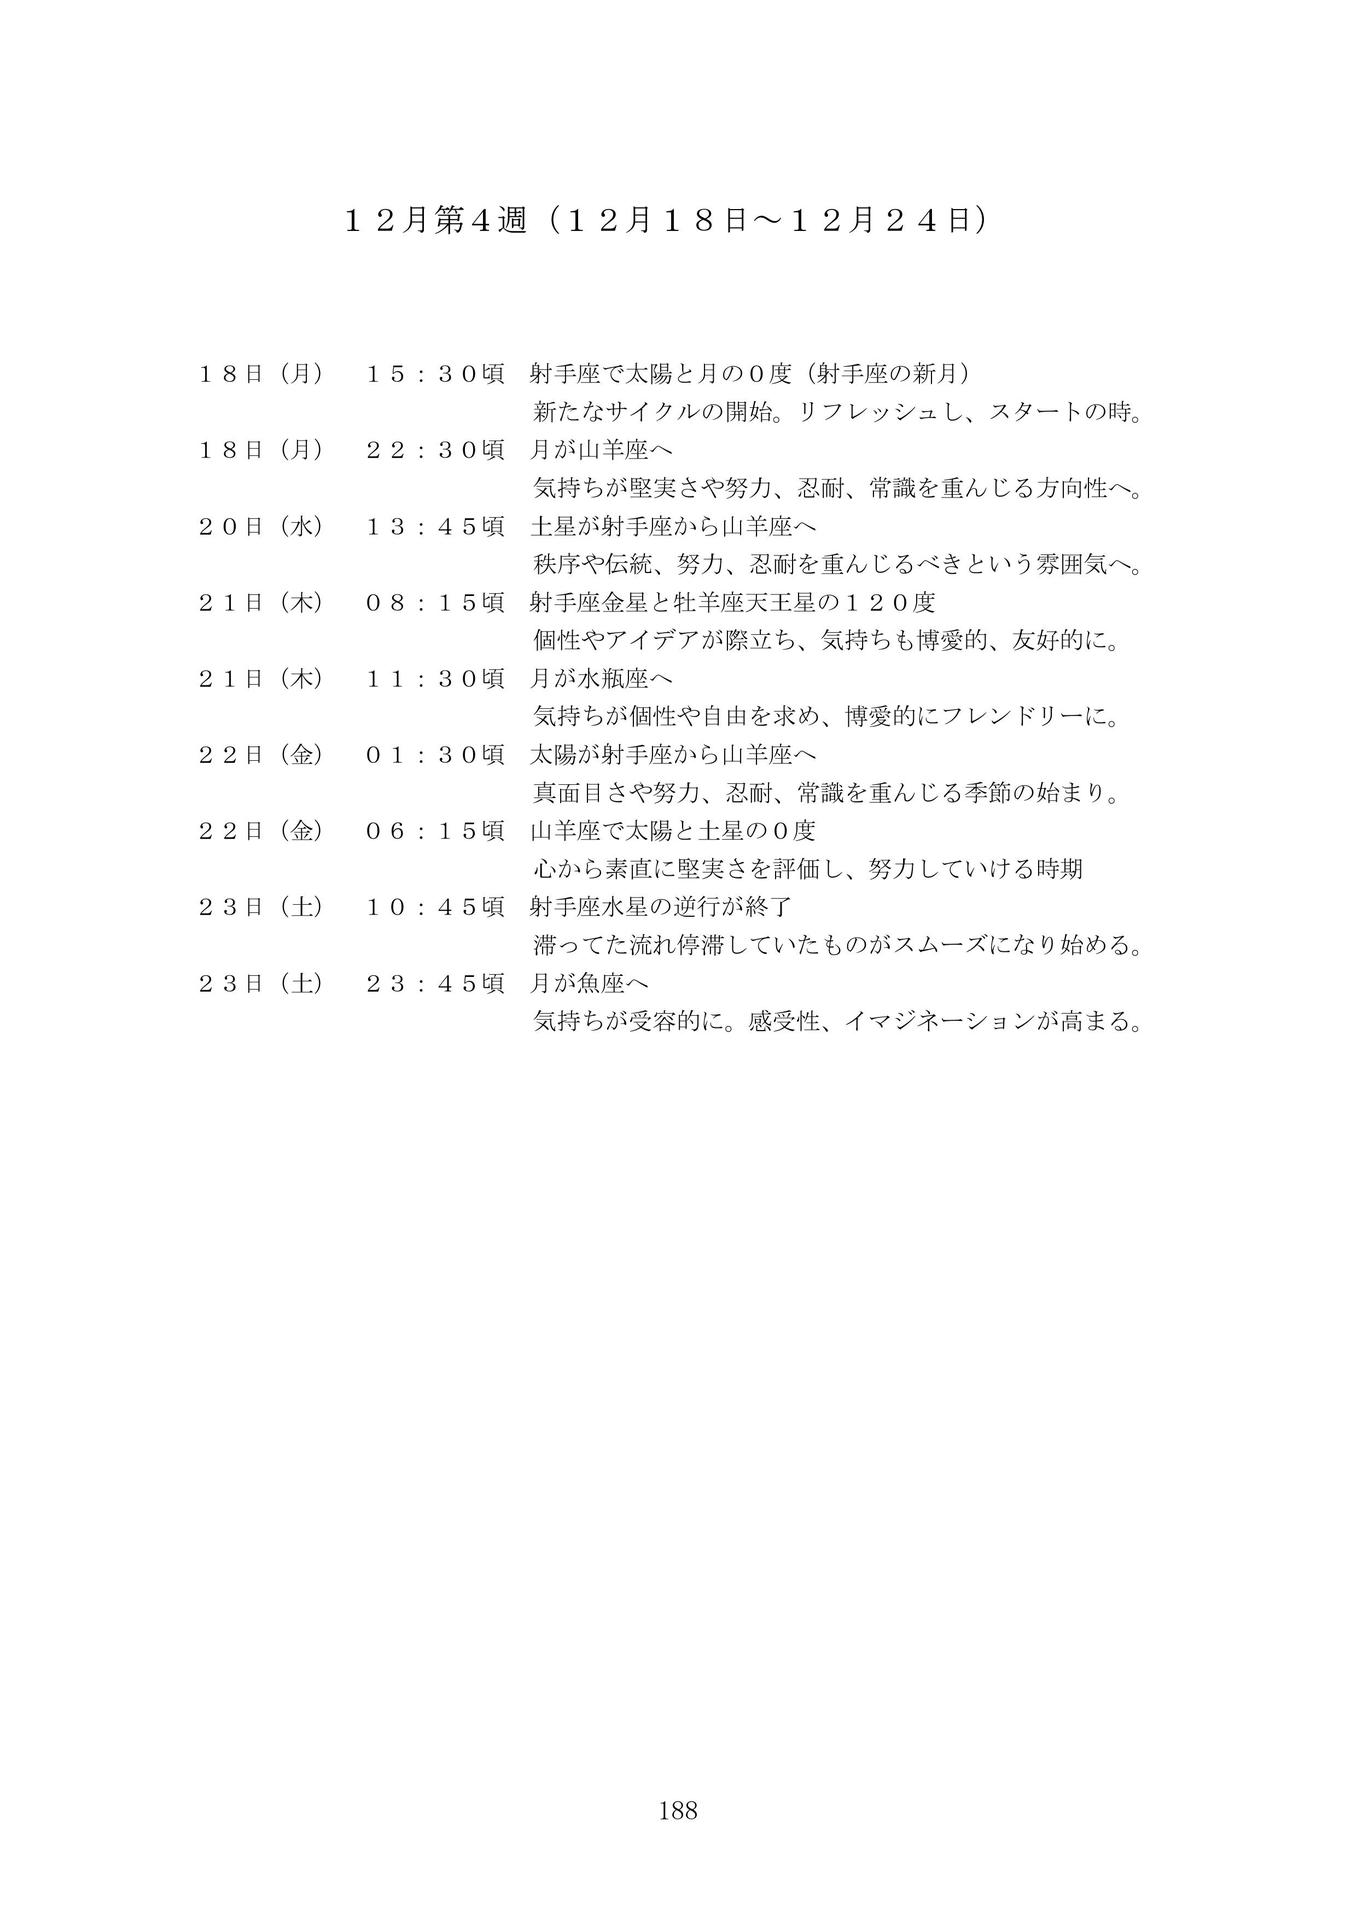 １２月第４週（１２月１８日～１２月２４日）
１８日（月）　１５：３０頃　射手座で太陽と月の０度（射手座の新月）
新たなサイクルの開始。リフレッシュし、スタートの時。
１８日（月）　２２：３０頃　月が山羊座へ
気持ちが堅実さや努力、忍耐、常識を重んじる方向性へ。
２０日（水）　１３：４５頃　土星が射手座から山羊座へ
秩序や伝統、努力、忍耐を重んじるべきという雰囲気へ。
２１日（木）　０８：１５頃　射手座金星と牡羊座天王星の１２０度
個性やアイデアが際立ち、気持ちも博愛的、友好的に。
２１日（木）　１１：３０頃　月が水瓶座へ
気持ちが個性や自由を求め、博愛的にフレンドリーに。
２２日（金）　０１：３０頃　太陽が射手座から山羊座へ
真面目さや努力、忍耐、常識を重んじる季節の始まり。
２２日（金）　０６：１５頃　山羊座で太陽と土星の０度
心から素直に堅実さを評価し、努力していける時期
２３日（土）　１０：４５頃　射手座水星の逆行が終了
滞ってた流れ停滞していたものがスムーズになり始める。
２３日（土）　２３：４５頃　月が魚座へ
気持ちが受容的に。感受性、イマジネーションが高まる。
188